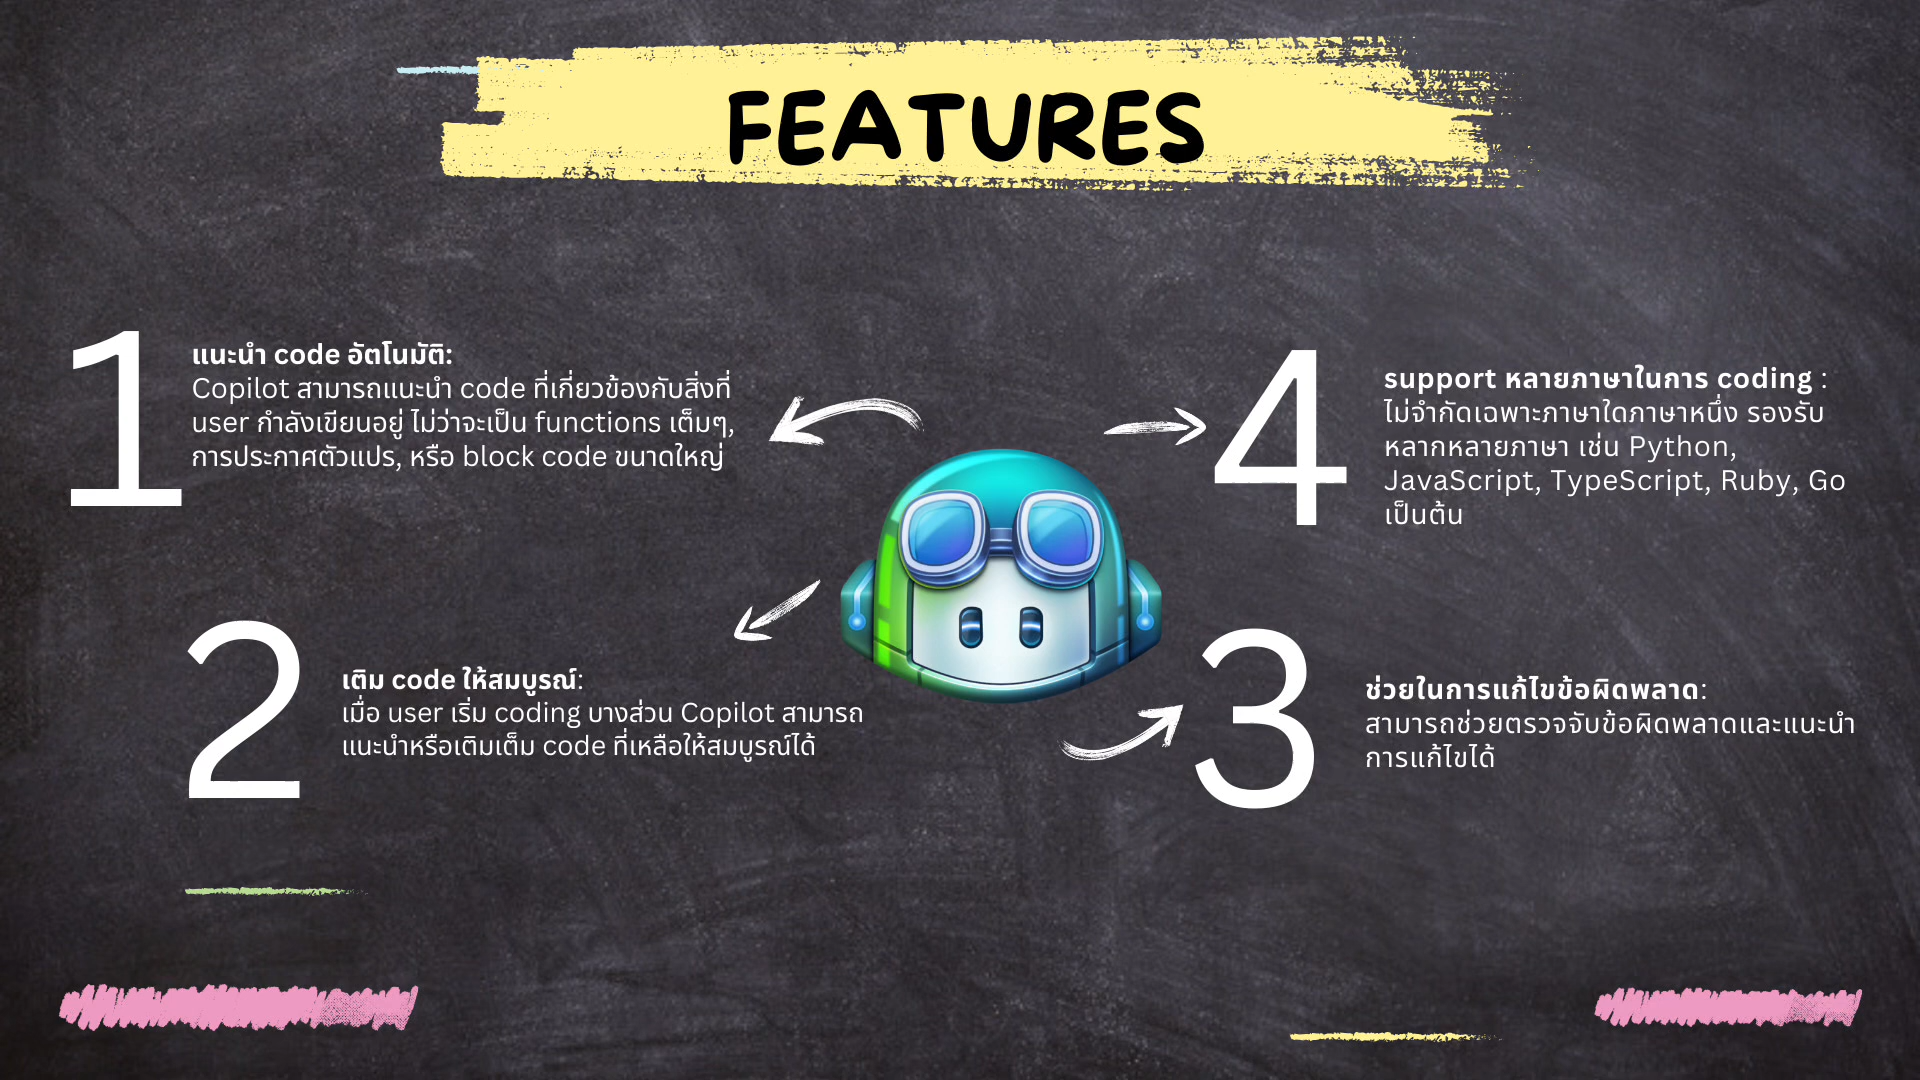 FEATURES
1
แนะนำ code อัตโนมัติ:
Copilot สามารถแนะนำ code ที่เกี่ยวข้องกับสิ่งที่
user กำลังเขียนอยู่ ไม่ว่าจะเป็น functions เต็มๆ,
การประกาศตัวแปร, หรือ block code ขนาดใหญ่
2
เติม code ให้สมบูรณ์:
เมื่อ user เริ่ม coding บางส่วน Copilot สามารถ
แนะนำหรือเติมเต็ม code ที่เหลือให้สมบูรณ์ได้
3
ช่วยในการแก้ไขข้อผิดพลาด:
สามารถช่วยตรวจจับข้อผิดพลาดและแนะนำ
การแก้ไขได้
4
support หลายภาษาในการ coding :
ไม่จำกัดเฉพาะภาษาใดภาษาหนึ่ง รองรับ
หลากหลายภาษา เช่น Python,
JavaScript, TypeScript, Ruby, Go
เป็นต้น